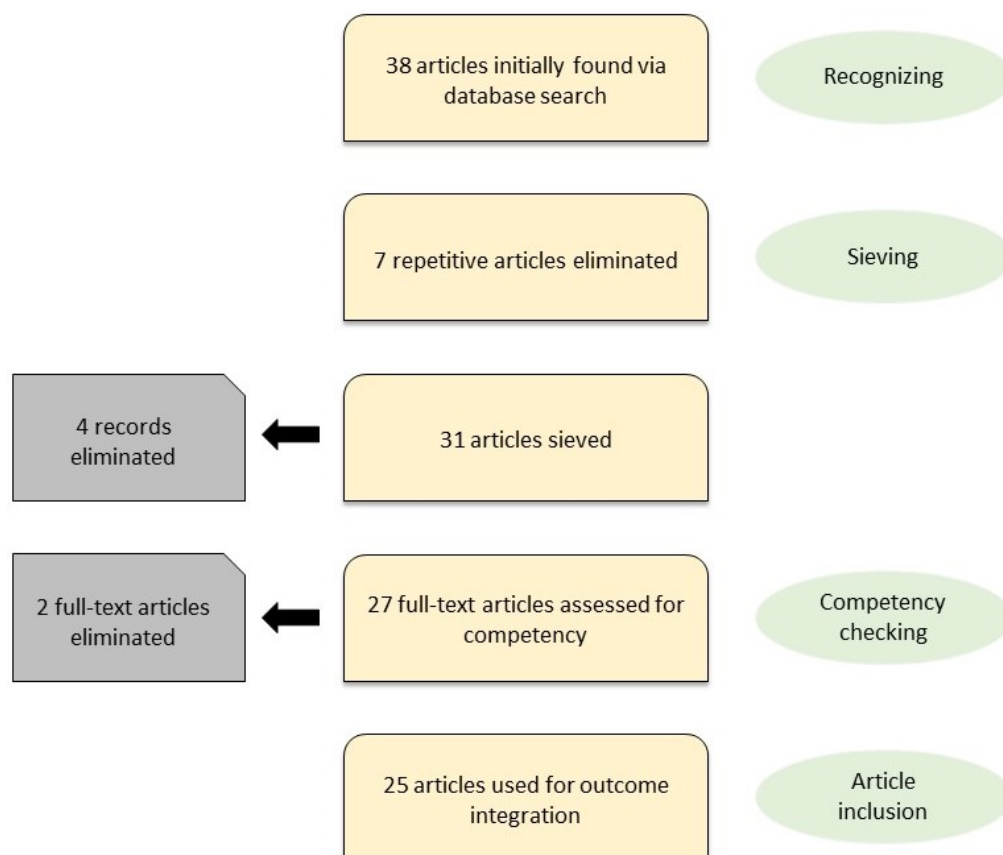 38 articles initially found via
database search
Recognizing
7 repetitive articles eliminated
Sieving
4 records
eliminated
31 articles sieved
2 full-text articles
eliminated
27 full-text articles assessed for
competency
Competency
checking
25 articles used for outcome
integration
Article
inclusion